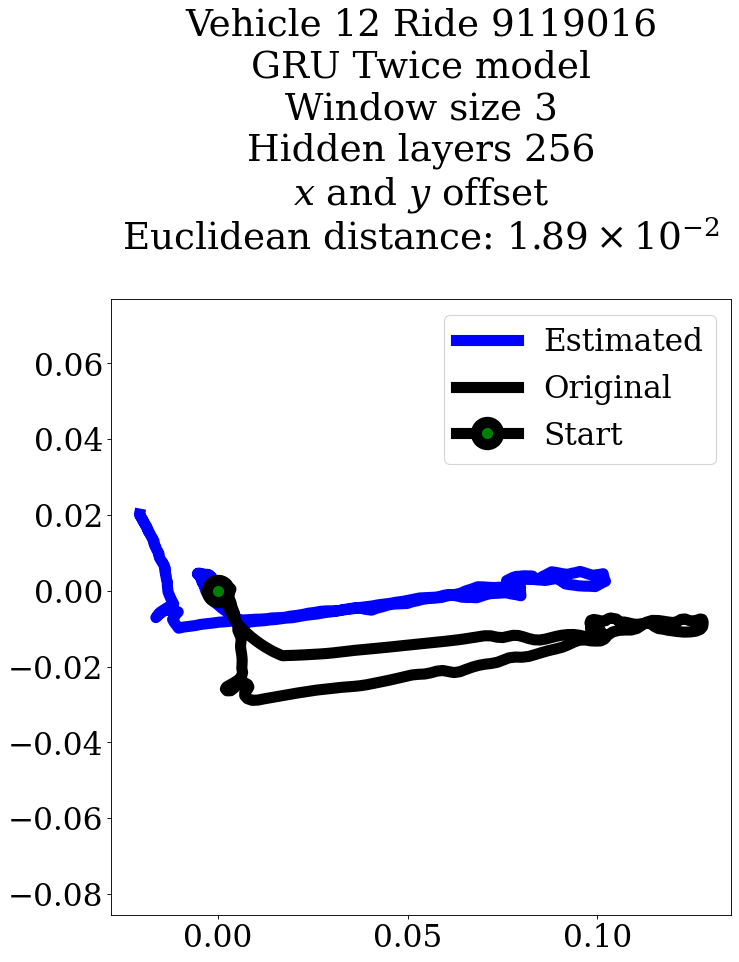 Vehicle 12 Ride 9119016
GRU Twice model
Window size 3
Hidden layers 256
x and y offset
Euclidean distance: 1.89 × 10⁻²
Estimated
Original
Start
0.06
0.04
0.02
0.00
−0.02
−0.04
−0.06
−0.08
0.00 0.05 0.10